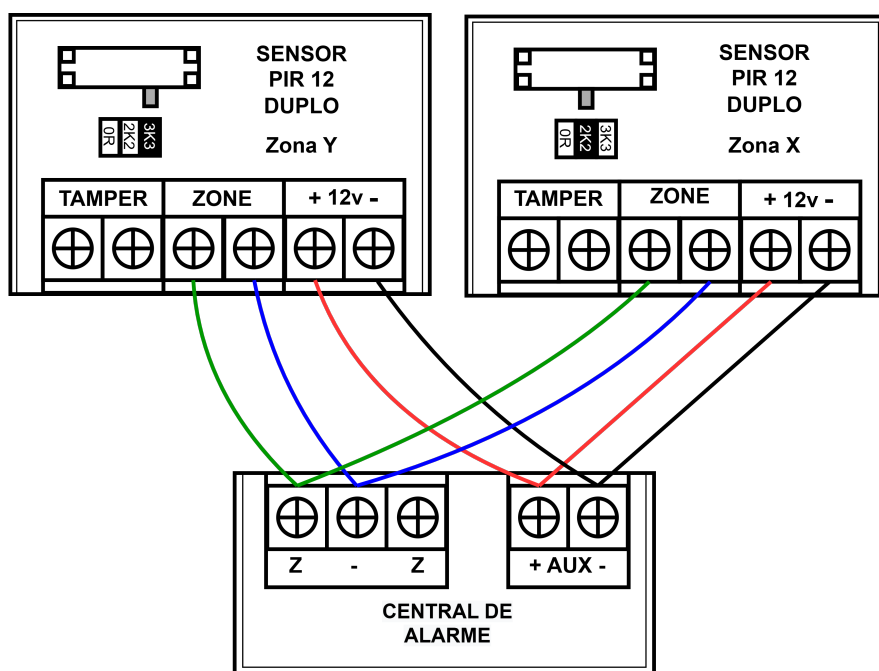 SENSOR
PIR 12
DUPLO
Zona Y
0R
2K2
3K3
TAMPER ZONE + 12v -
SENSOR
PIR 12
DUPLO
Zona X
0R
2K2
3K3
TAMPER ZONE + 12v -
Z - Z + AUX -
CENTRAL DE
ALARME